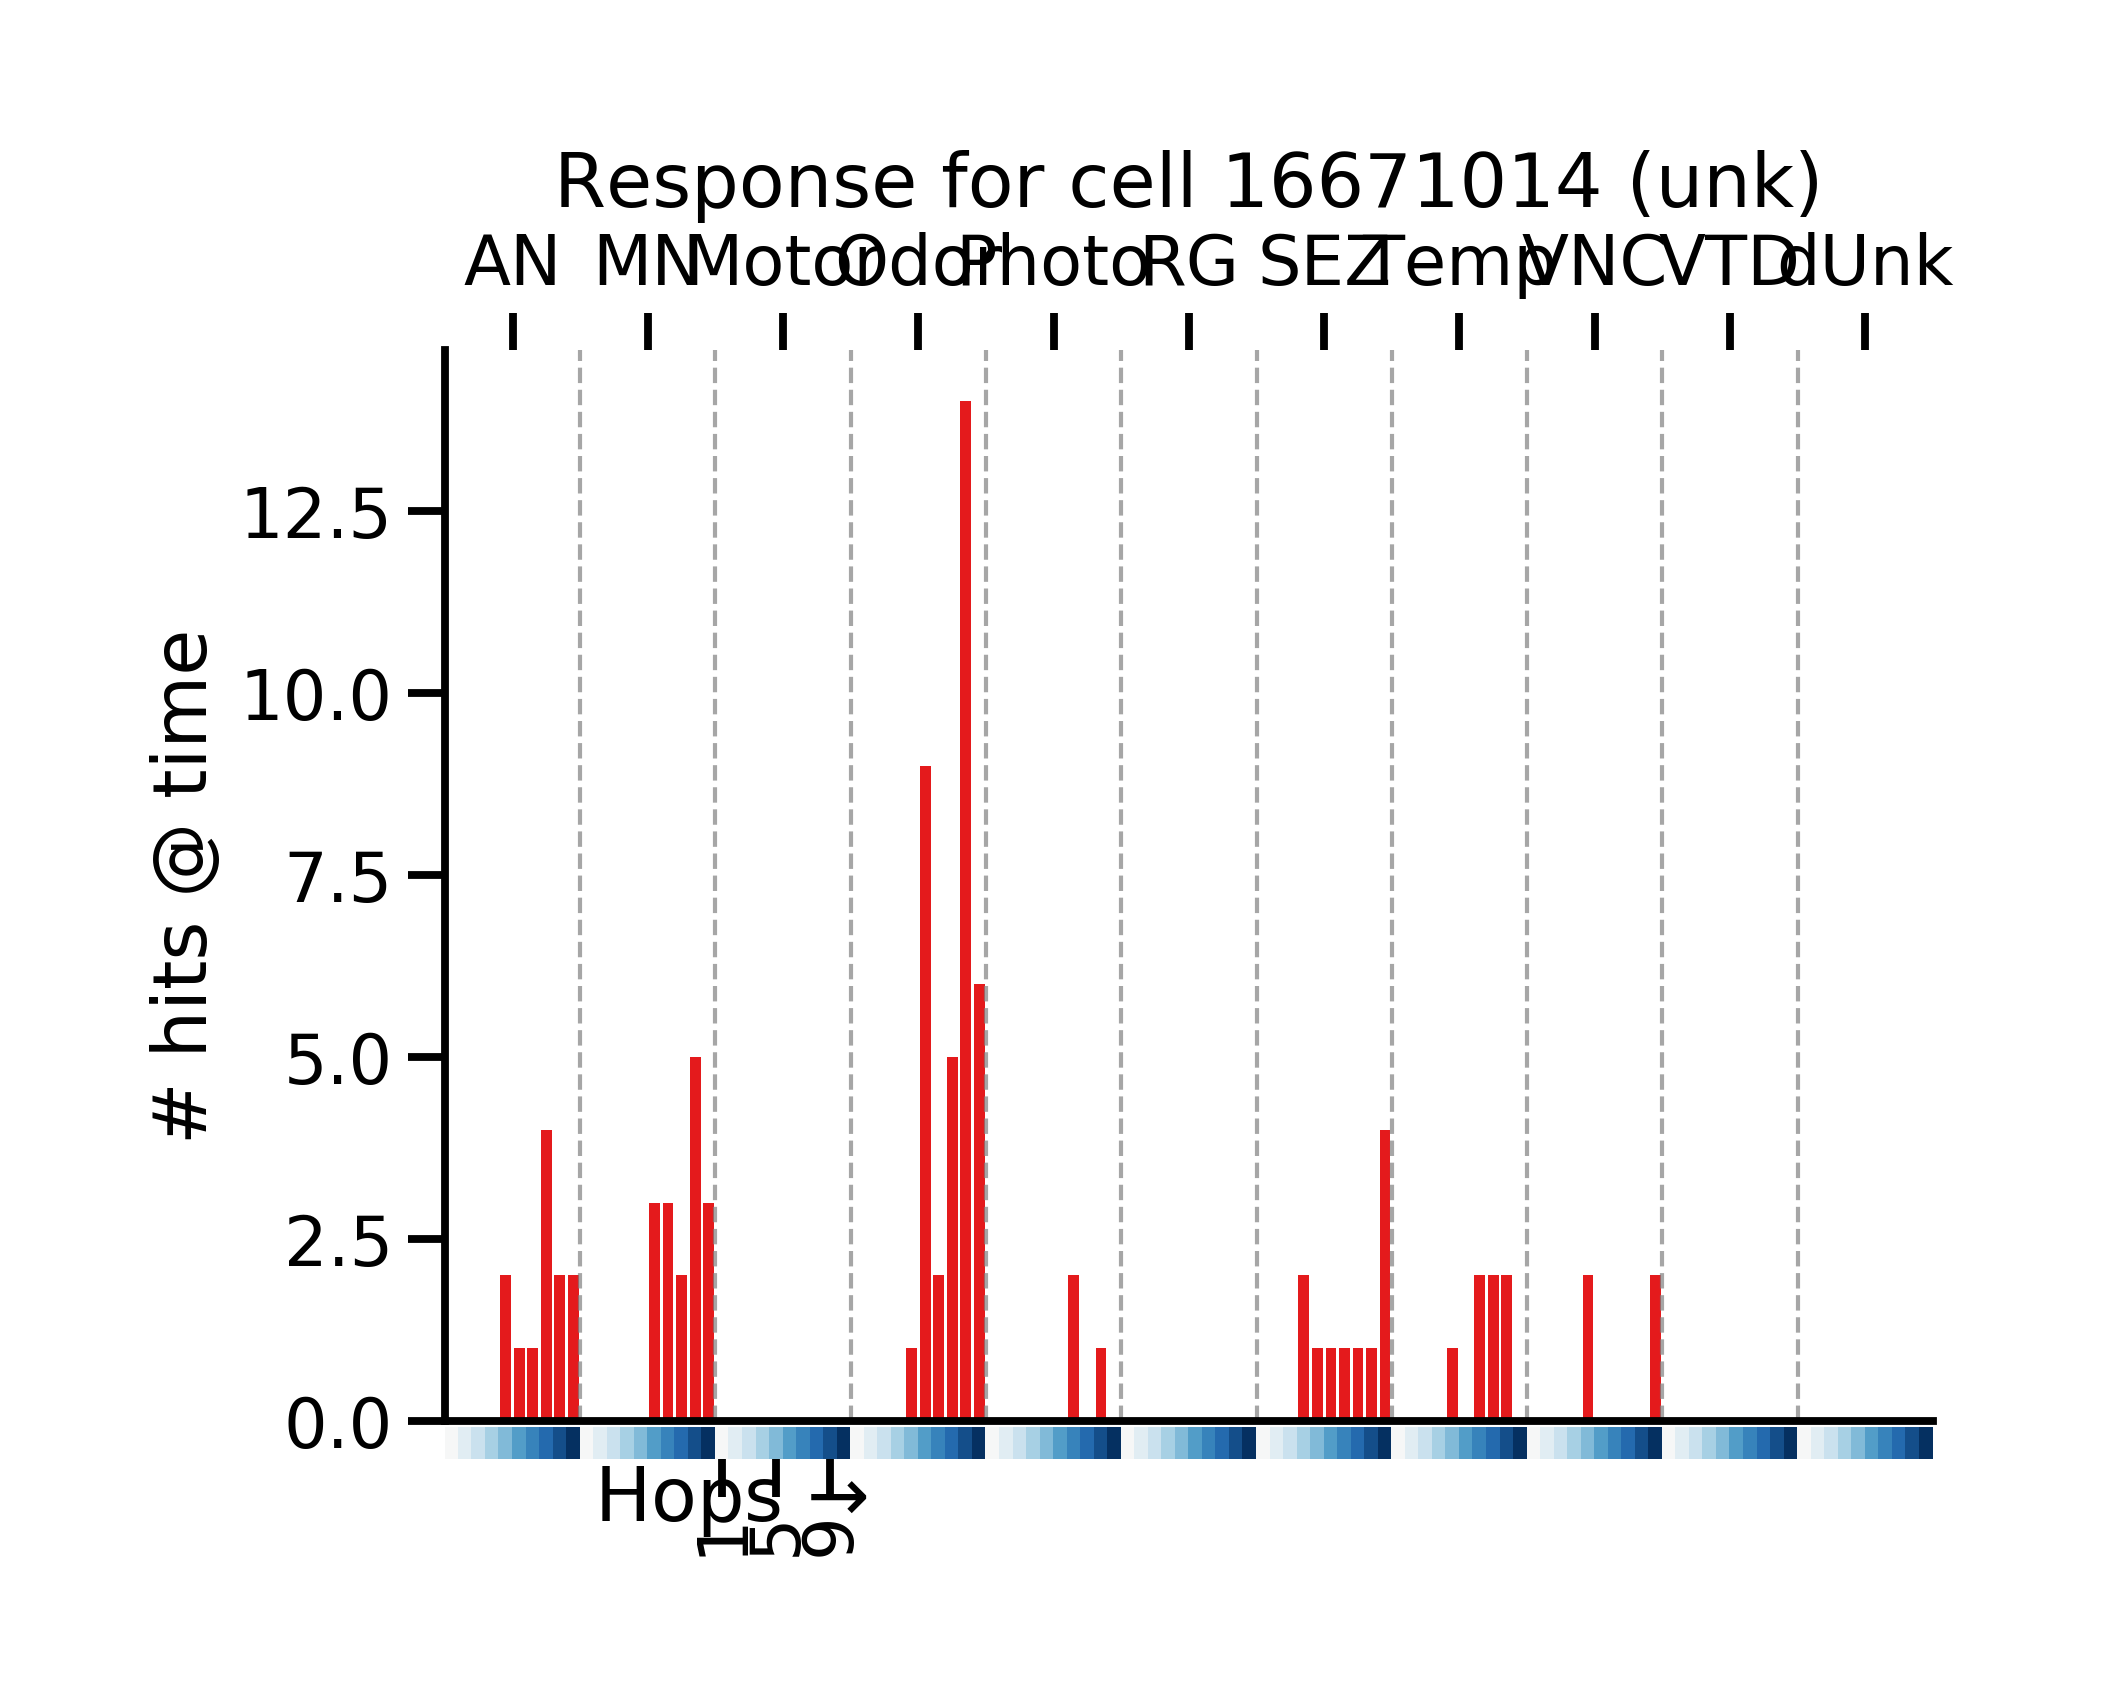 Response for cell 16671014 (unk)
AN MN Motor Odor Photo RG SEZ Temp VNC VTD dUnk
12.5
10.0
7.5
5.0
2.5
0.0
# hits @ time
Hops →
1 5 9